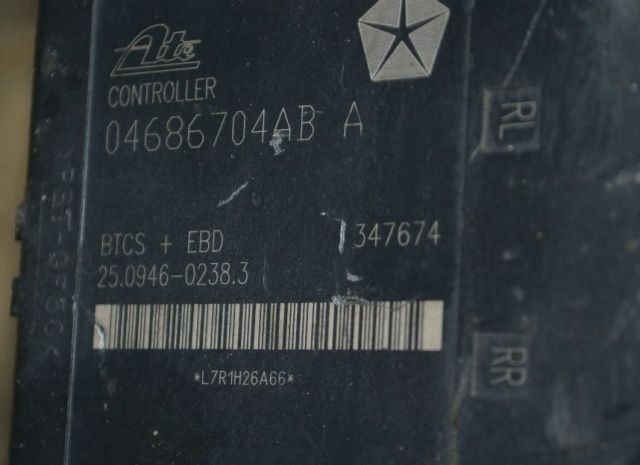 Ate
CONTROLLER
04686704AB A
BTCS + EBD
347674
25.0946-0238.3
*L7R1H26A66*
RL
RR